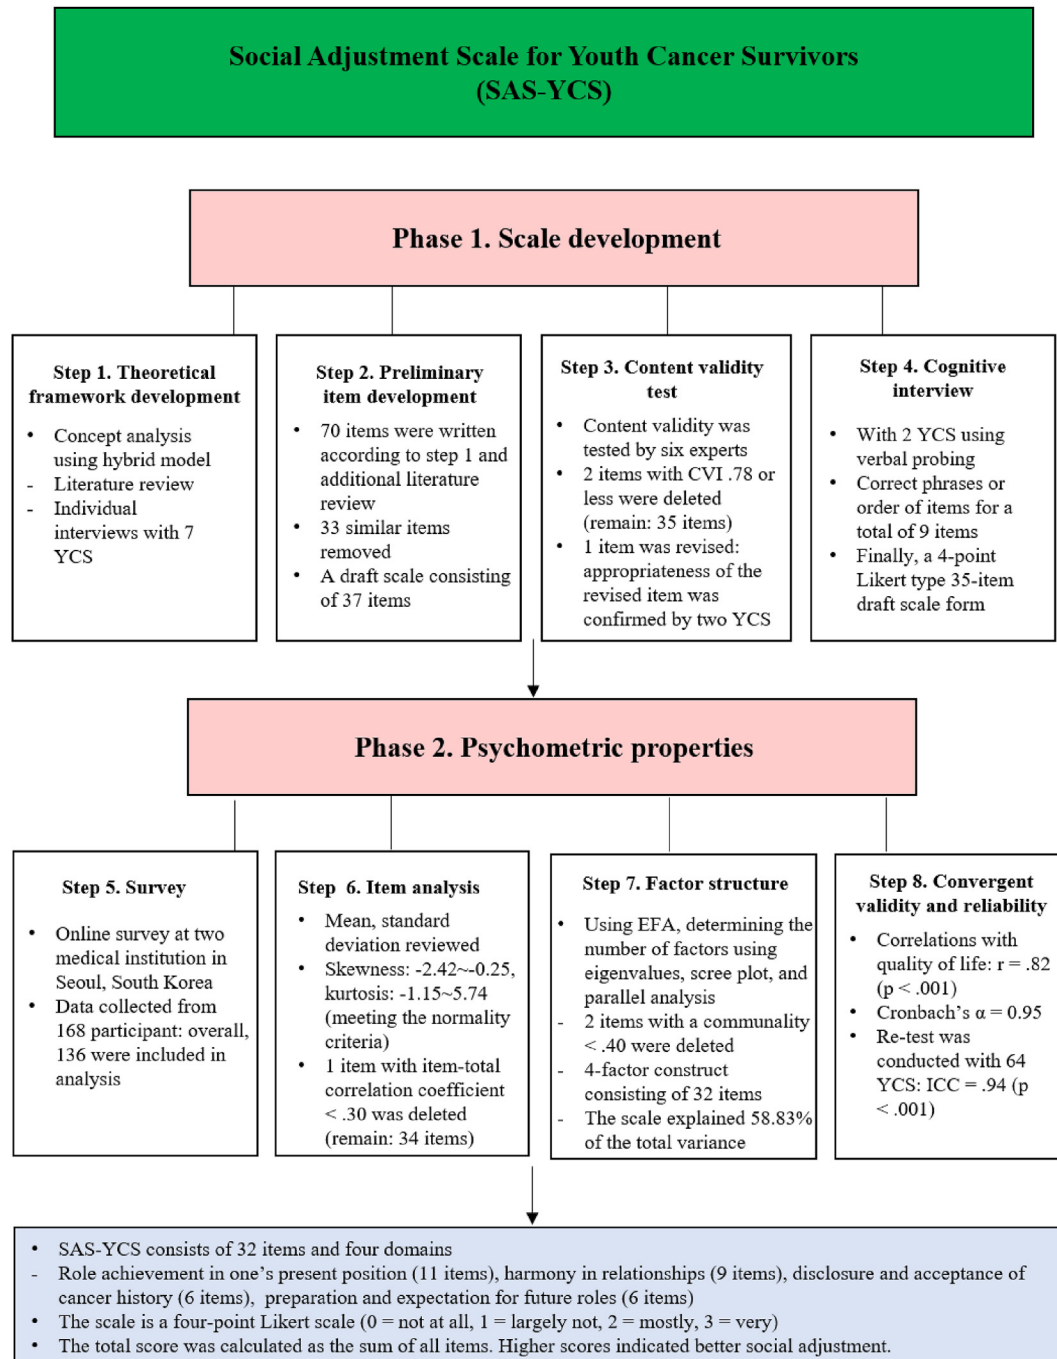 Social Adjustment Scale for Youth Cancer Survivors
(SAS-YCS)
Phase 1. Scale development
Step 1. Theoretical
framework development
• Concept analysis
using hybrid model
- Literature review
- Individual
interviews with 7
YCS
Step 2. Preliminary
item development
• 70 items were written
according to step 1 and
additional literature
review
• 33 similar items
removed
• A draft scale consisting
of 37 items
Step 3. Content validity
test
• Content validity was
tested by six experts
• 2 items with CVI .78 or
less were deleted
(remain: 35 items)
• 1 item was revised:
appropriateness of the
revised item was
confirmed by two YCS
Step 4. Cognitive
interview
• With 2 YCS using
verbal probing
• Correct phrases or
order of items for a
total of 9 items
• Finally, a 4-point
Likert type 35-item
draft scale form
Phase 2. Psychometric properties
Step 5. Survey
• Online survey at two
medical institution in
Seoul, South Korea
• Data collected from
168 participant: overall,
136 were included in
analysis
Step 6. Item analysis
• Mean, standard
deviation reviewed
• Skewness: -2.42~-0.25,
kurtosis: -1.15~5.74
(meeting the normality
criteria)
• 1 item with item-total
correlation coefficient
< .30 was deleted
(remain: 34 items)
Step 7. Factor structure
• Using EFA, determining the
number of factors using
eigenvalues, scree plot, and
parallel analysis
- 2 items with a communality
< .40 were deleted
- 4-factor construct
consisting of 32 items
- The scale explained 58.83%
of the total variance
Step 8. Convergent
validity and reliability
• Correlations with
quality of life: r = .82
(p < .001)
• Cronbach's α = 0.95
• Re-test was
conducted with 64
YCS: ICC = .94 (p
< .001)
• SAS-YCS consists of 32 items and four domains
- Role achievement in one's present position (11 items), harmony in relationships (9 items), disclosure and acceptance of
cancer history (6 items), preparation and expectation for future roles (6 items)
• The scale is a four-point Likert scale (0 = not at all, 1 = largely not, 2 = mostly, 3 = very)
• The total score was calculated as the sum of all items. Higher scores indicated better social adjustment.